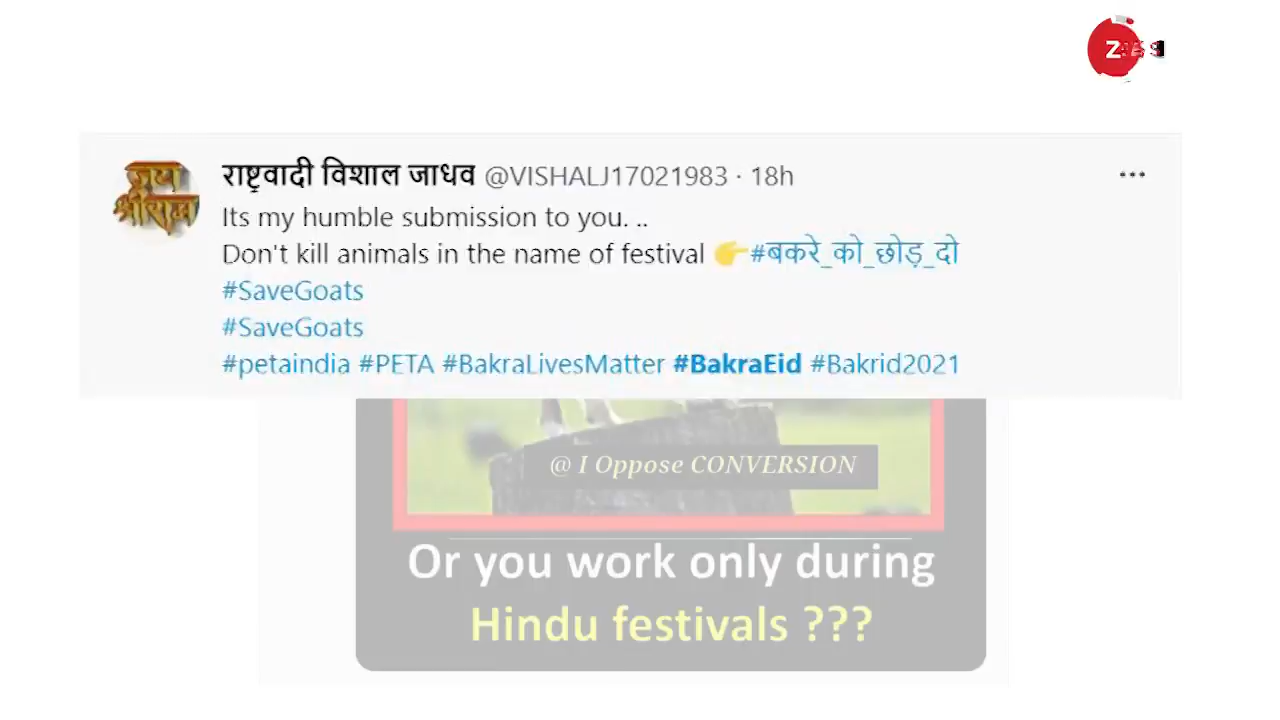 राष्ट्रवादी विशाल जाधव @VISHALJ17021983 · 18h
Its my humble submission to you. ..
Don't kill animals in the name of festival 👉#बकरे_को_छोड़_दो
#SaveGoats
#SaveGoats
#petaindia #PETA #BakraLivesMatter #BakraEid #Bakrid2021
जय
श्रीराम
@ I Oppose CONVERSION
Or you work only during
Hindu festivals ???